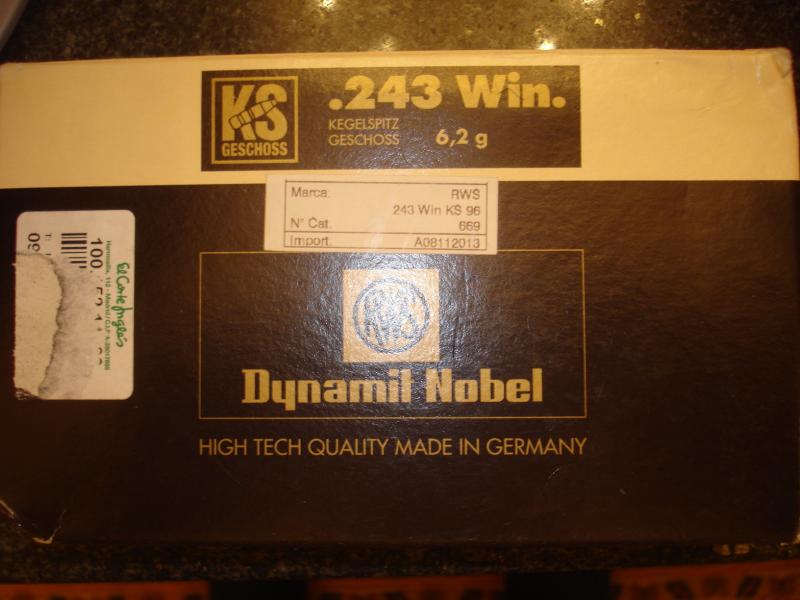 KS
GESCHOSS
.243 Win.
KEGELSPITZ
GESCHOSS 6,2 g
Marca: RWS
243 Win KS 96
N° Cat. 669
Import. A08112013
El Corte Inglés
RWS
Dynamit Nobel
HIGH TECH QUALITY MADE IN GERMANY